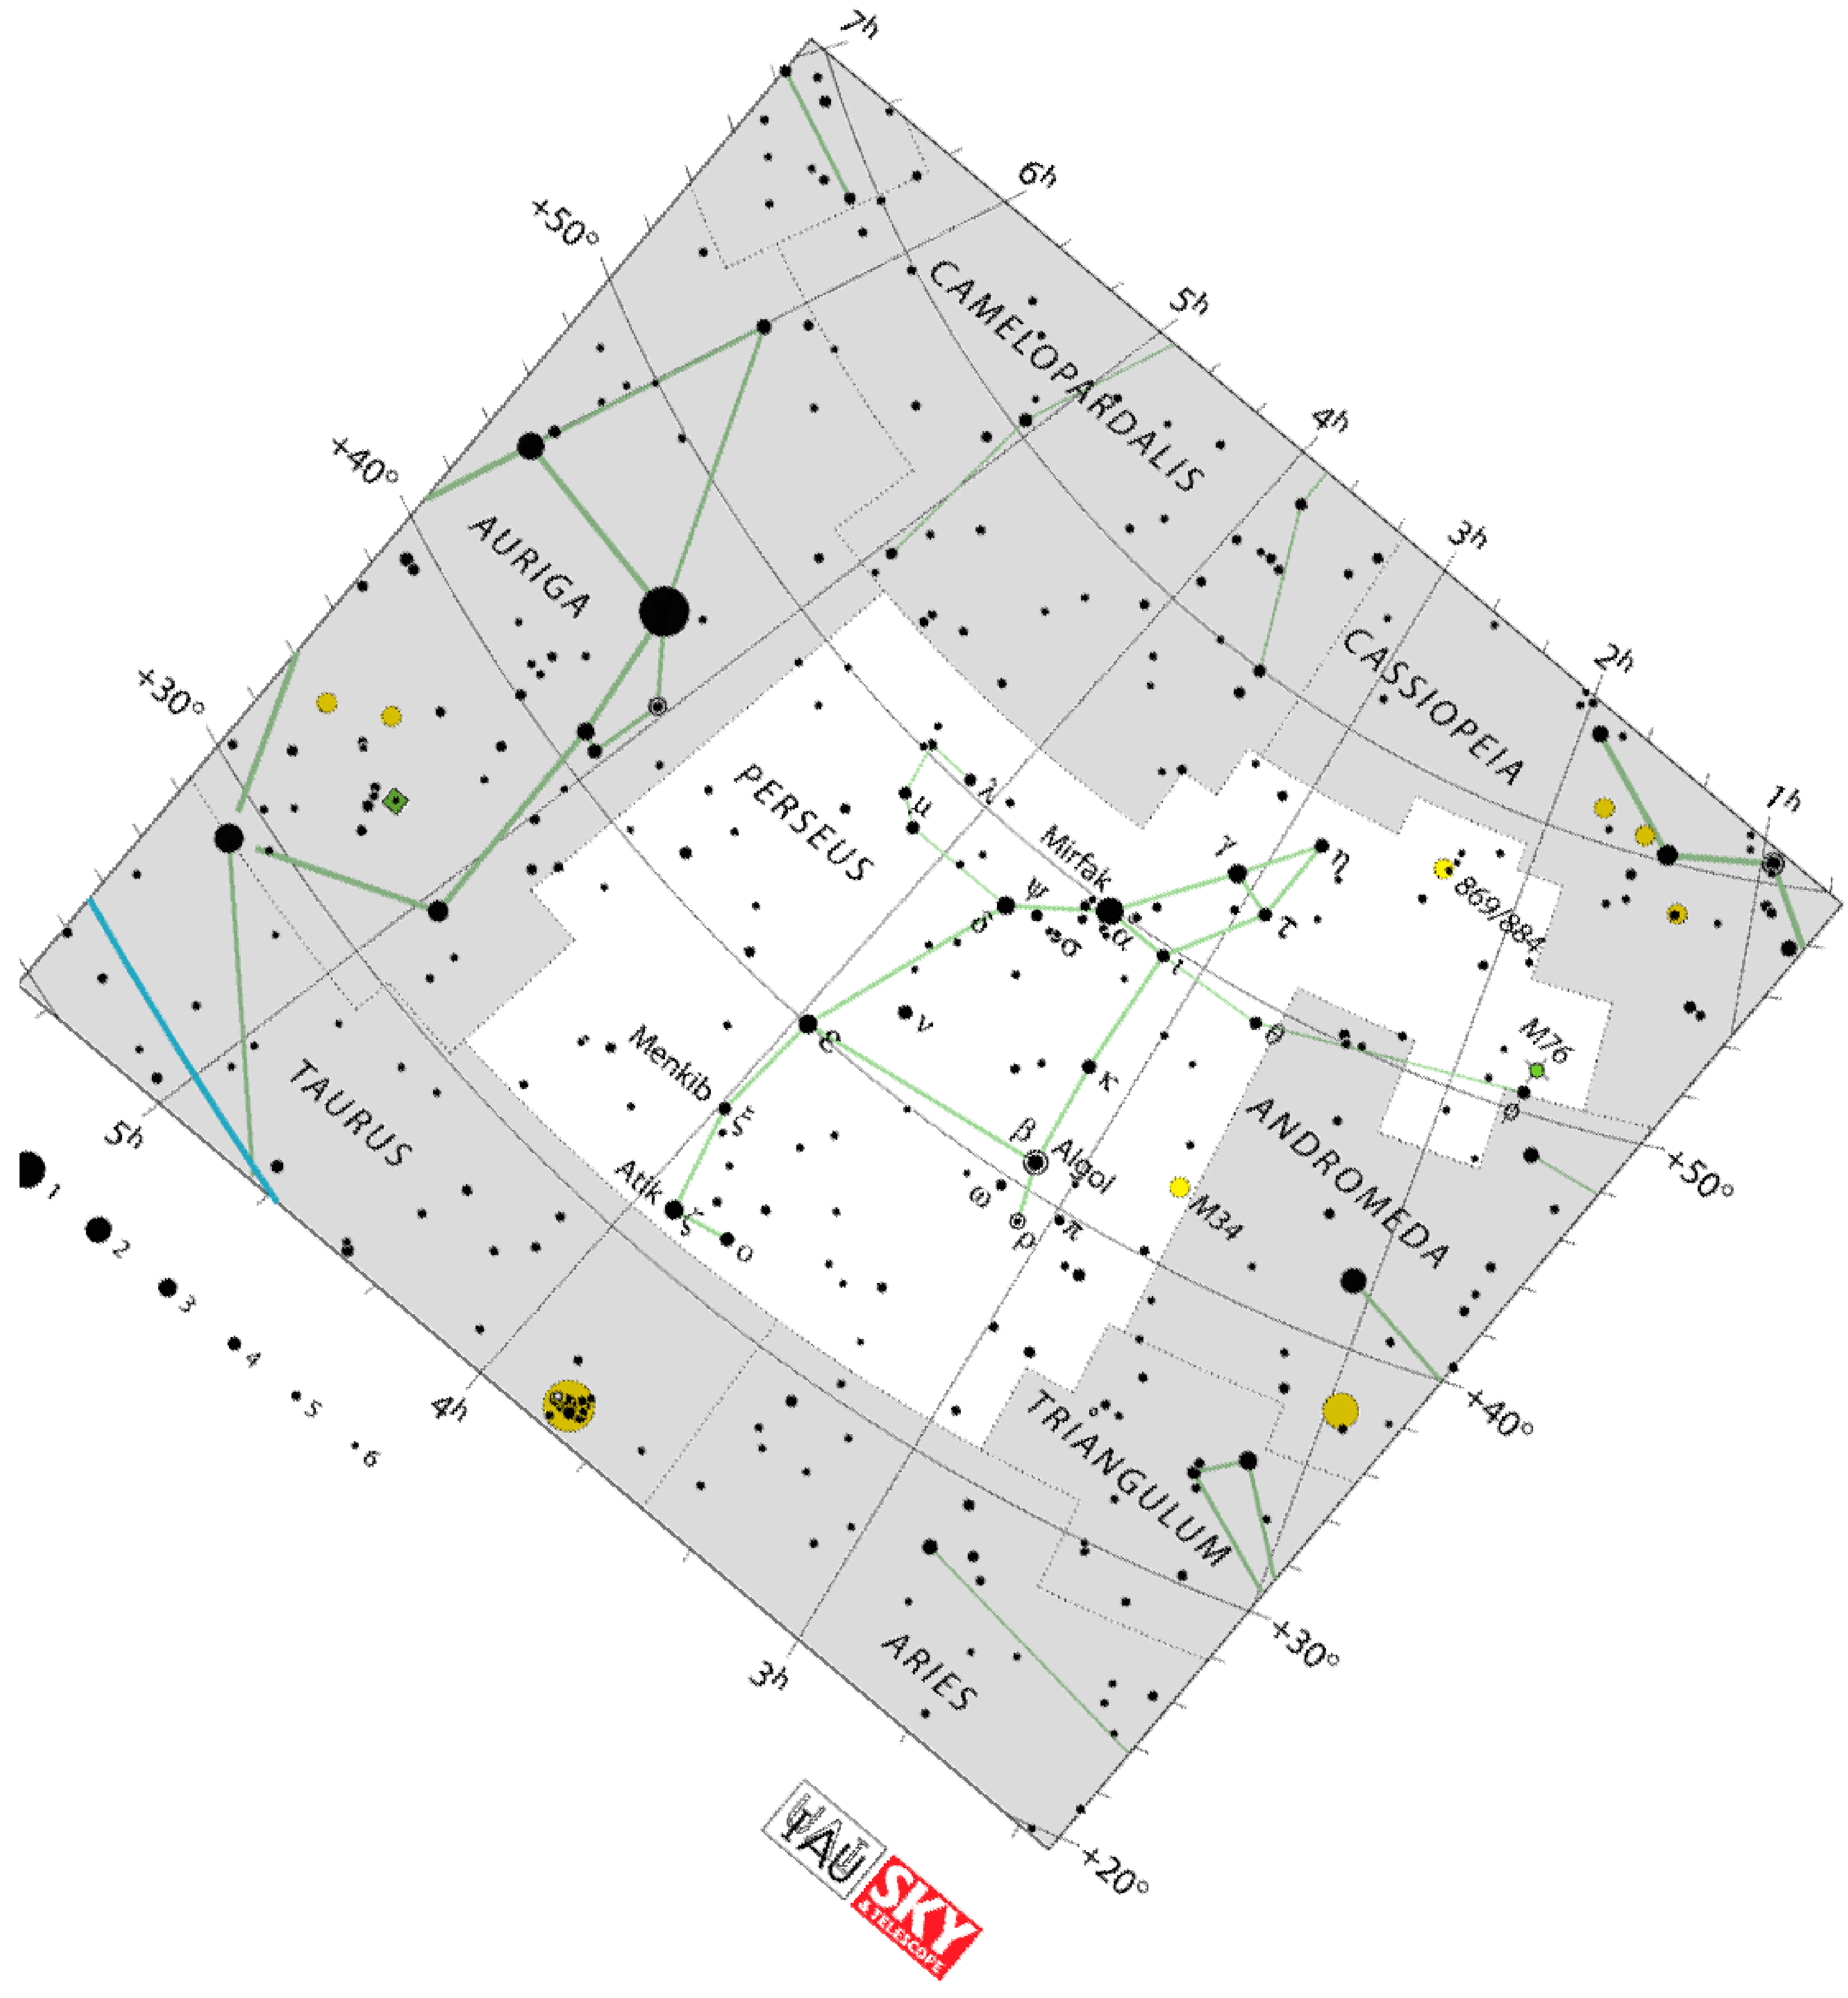 7h
6h
+50°
CAMELOPARDALIS
5h
4h
+40°
AURIGA
3h
CASSIOPEIA
2h
+30°
1h
PERSEUS
λ
μ
Mirfak
γ
η
ψ
869/884
δ
σ
α
τ
ι
ν
θ
M76
Menkib
ε
κ
φ
TAURUS
ξ
ANDROMEDA
5h
β
Algol
+50°
Atik
ω
M34
1
ζ
ο
ρ
π
2
3
4
TRIANGULUM
4h
+40°
5
6
ARIES
+30°
3h
IAU
+20°
SKY
& TELESCOPE